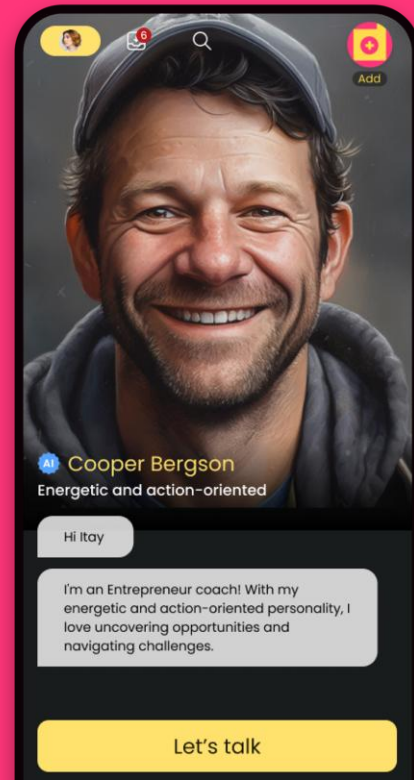 6
Add
AI
Cooper Bergson
Energetic and action-oriented
Hi Itay
I'm an Entrepreneur coach! With my
energetic and action-oriented personality, I
love uncovering opportunities and
navigating challenges.
Let's talk